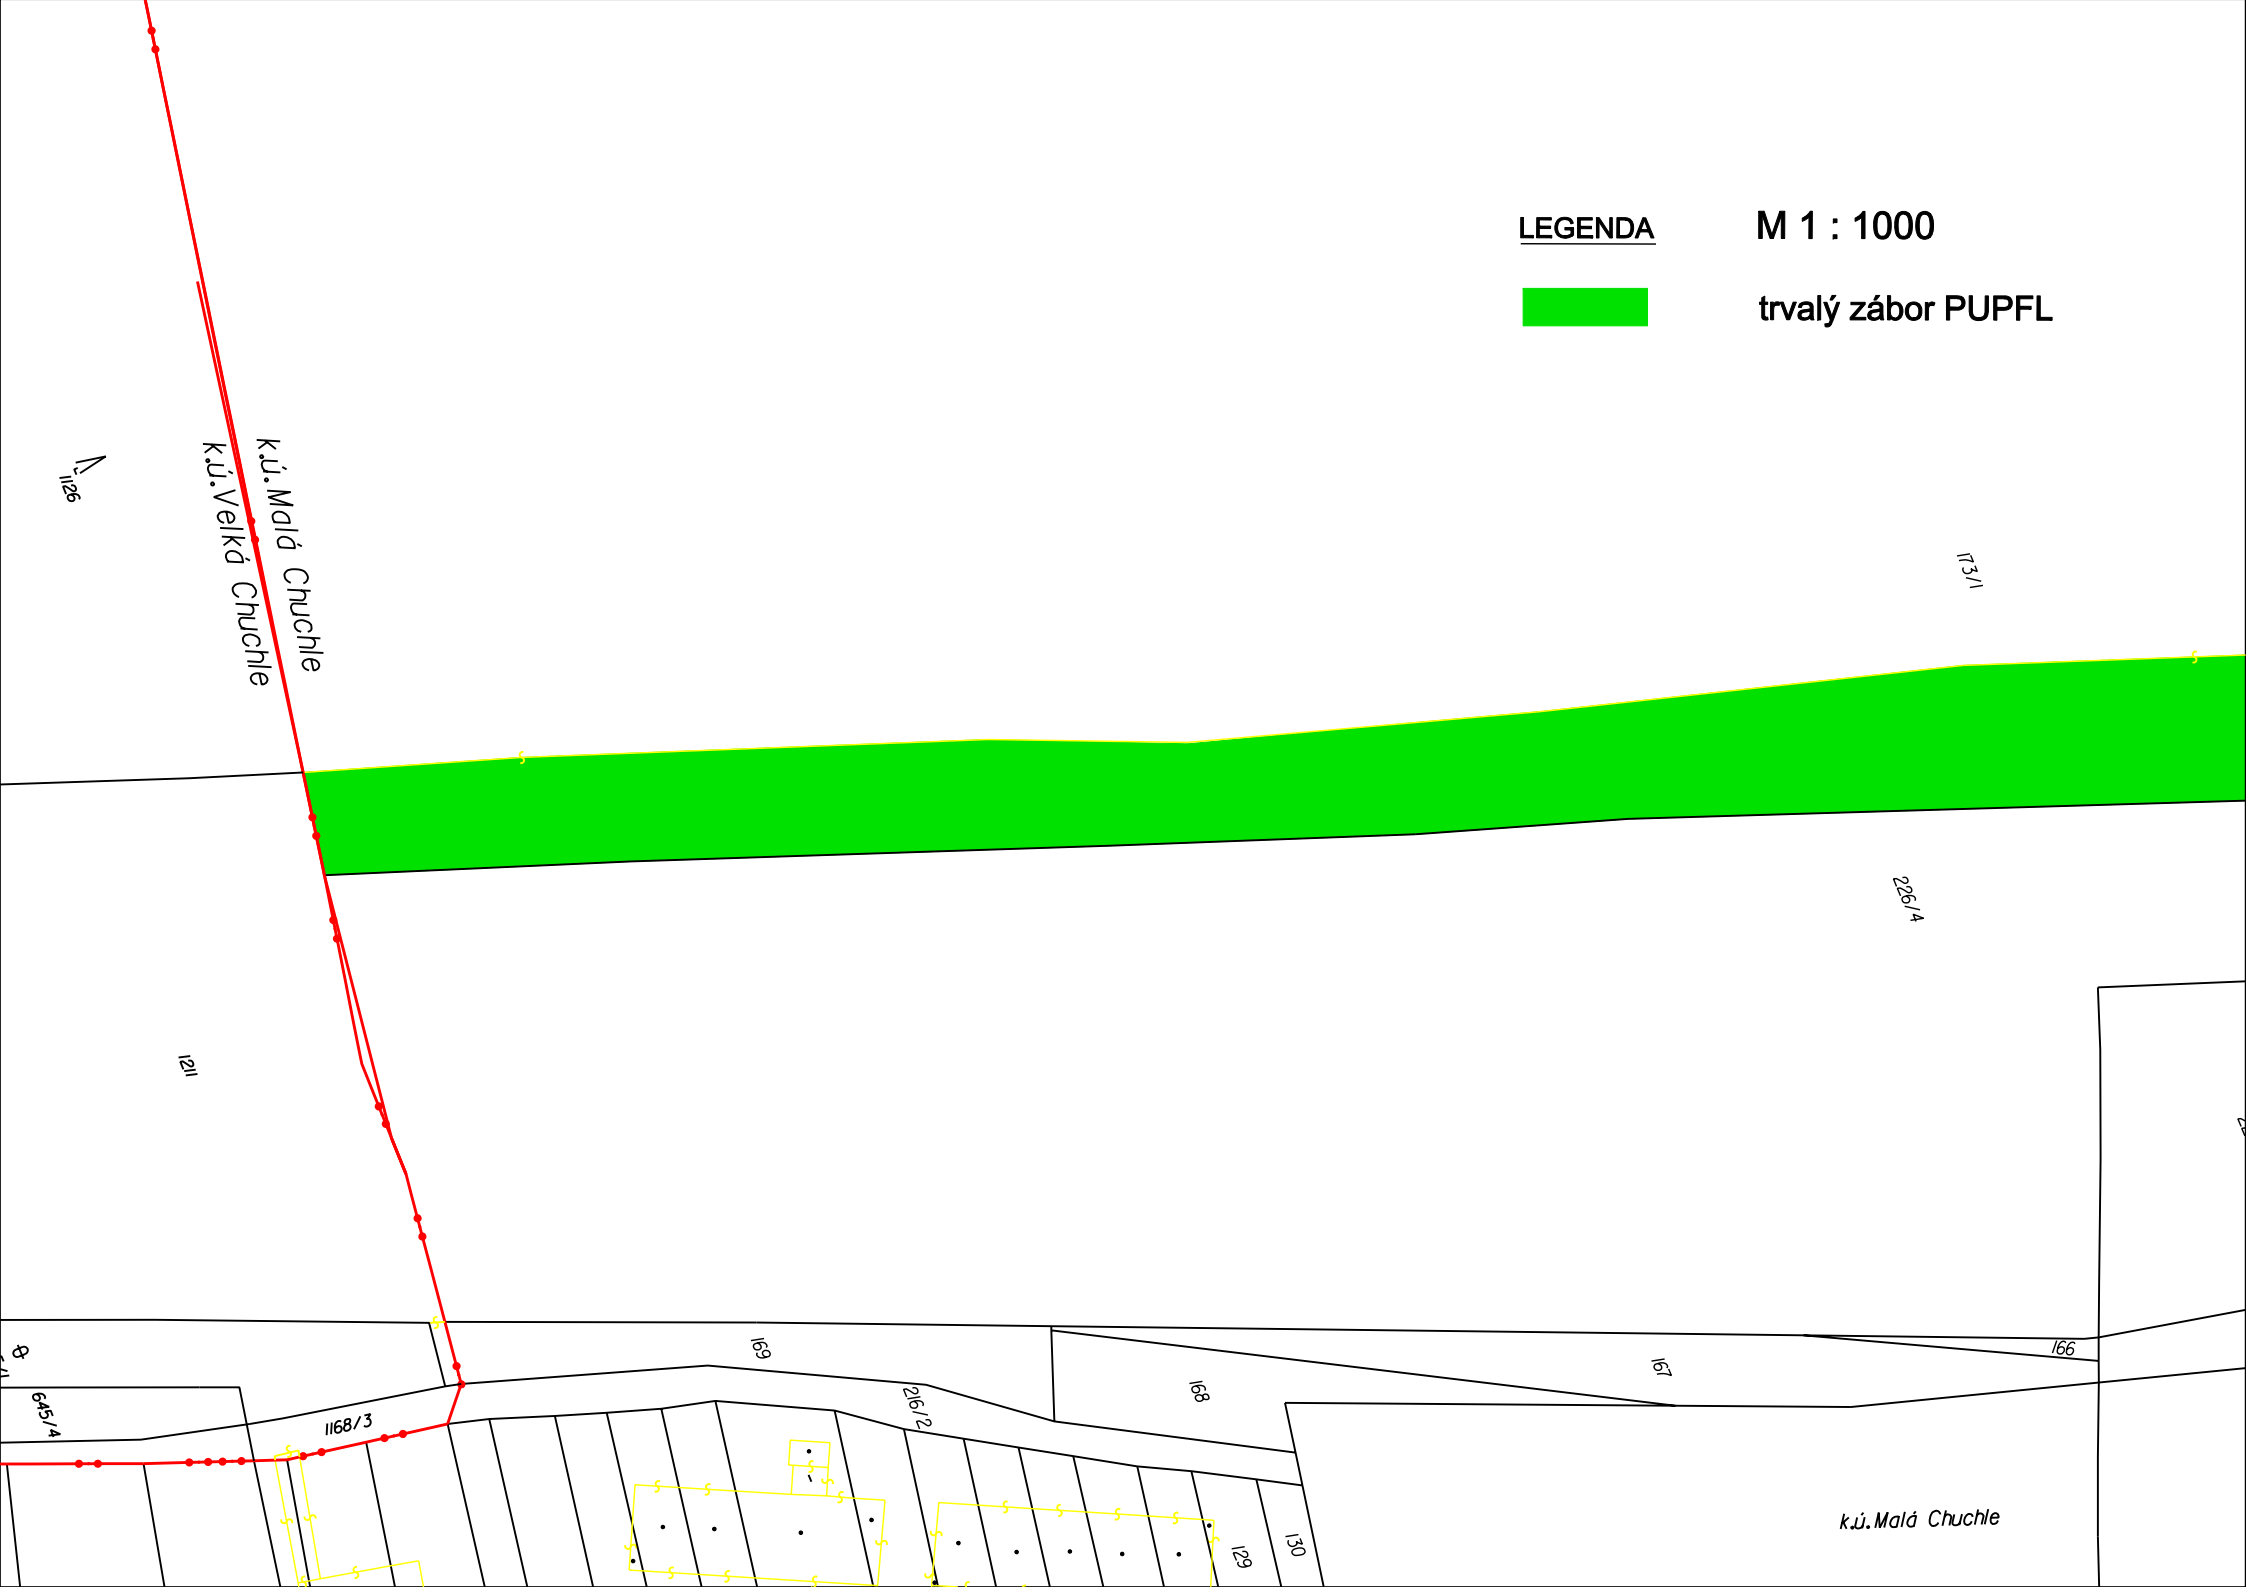 LEGENDA
M 1 : 1000
trvalý zábor PUPFL
k.ú.Malá Chuchle
k.ú.Velká Chuchle
1126
173/1
226/4
1211
169
216/2
168
167
166
645/4
1168/3
129
130
k.ú.Malá Chuchle